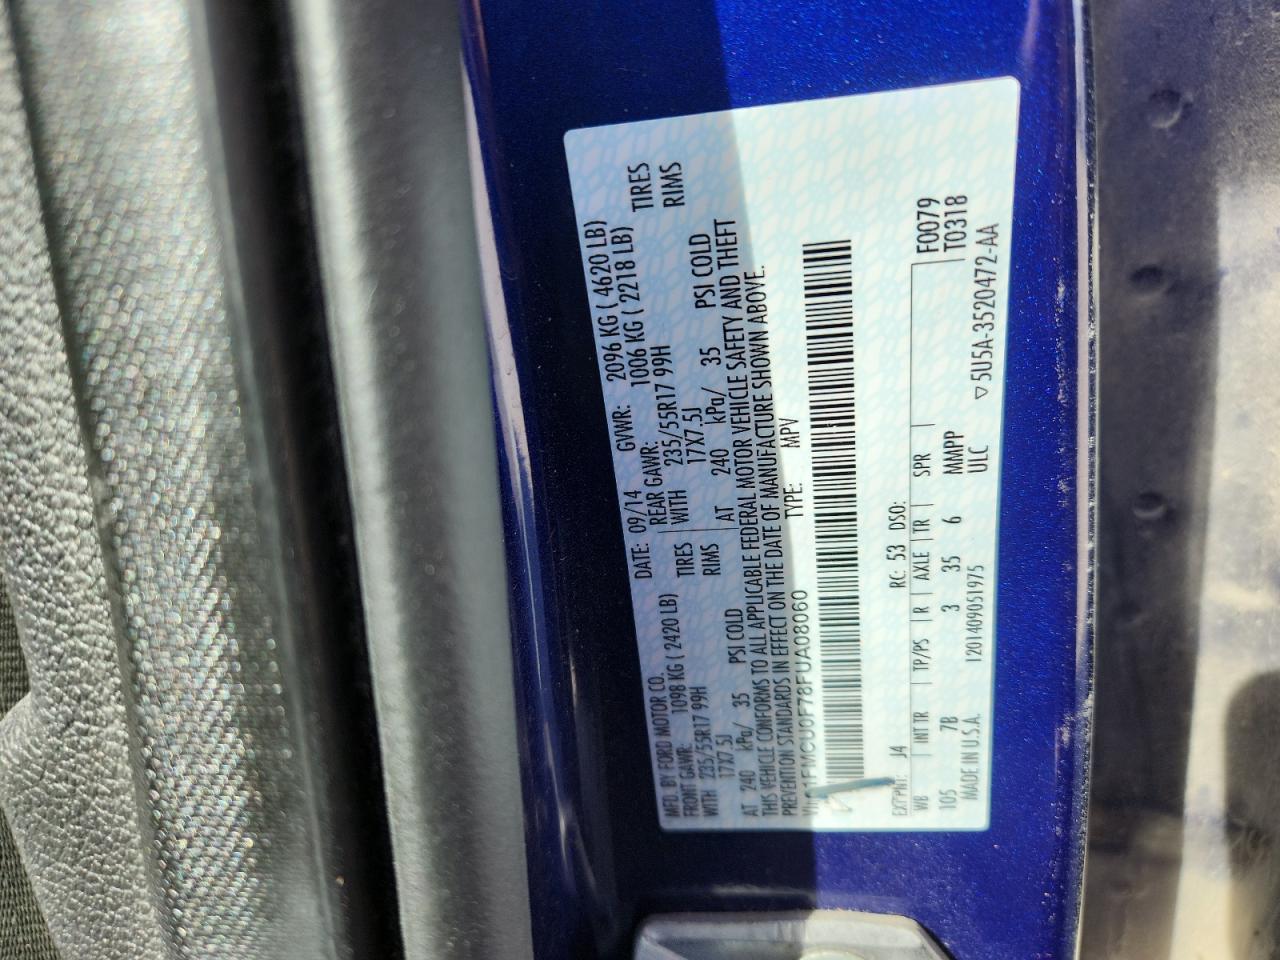 MFD. BY FORD MOTOR CO. DATE: 09/14 GVWR: 2096 KG ( 4620 LB)
FRONT GAWR: 1098 KG ( 2420 LB) REAR GAWR: 1006 KG ( 2218 LB)
WITH 235/55R17 99H TIRES WITH 235/55R17 99H TIRES
17X7.5J RIMS 17X7.5J RIMS
AT 240 kPa/ 35 PSI COLD AT 240 kPa/ 35 PSI COLD
THIS VEHICLE CONFORMS TO ALL APPLICABLE FEDERAL MOTOR VEHICLE SAFETY AND THEFT
PREVENTION STANDARDS IN EFFECT ON THE DATE OF MANUFACTURE SHOWN ABOVE.
VIN: 1FMCU0F78FUA08060 TYPE: MPV
EXT PNT: J4 RC: 53 DSO: F0079
WB INT TR TP/PS R AXLE TR SPR T0318
105 7B 3 35 6 MMPP
MADE IN U.S.A. 1201409051975 ULC ▽ 5U5A-3520472-AA